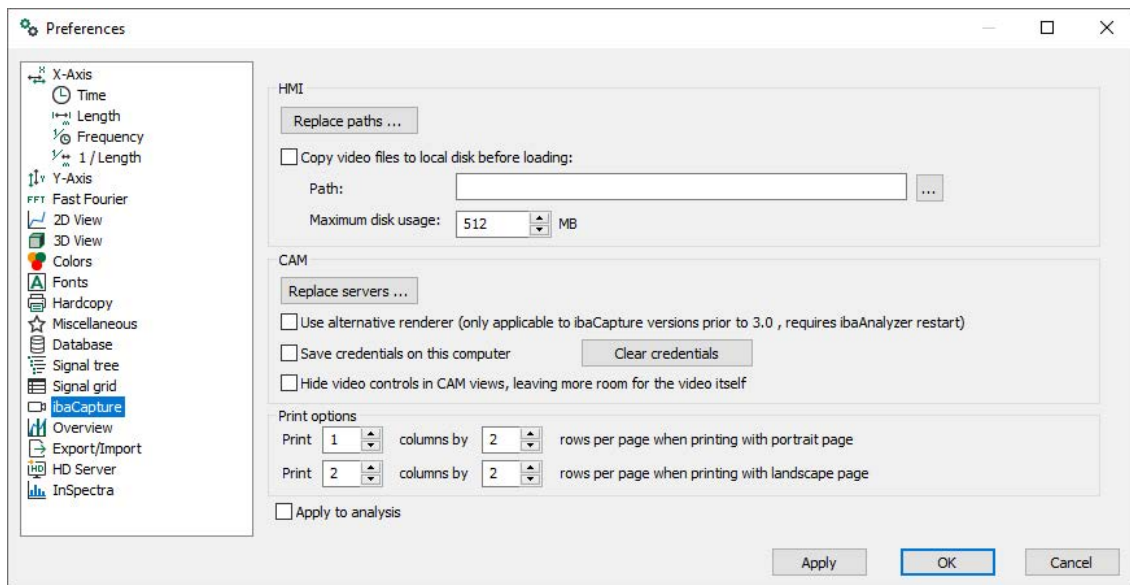 Preferences
X-Axis
Time
Length
Frequency
1 / Length
Y-Axis
FFT Fast Fourier
2D View
3D View
Colors
Fonts
Hardcopy
Miscellaneous
Database
Signal tree
Signal grid
ibaCapture
Overview
Export/Import
HD Server
InSpectra
HMI
Replace paths ...
Copy video files to local disk before loading:
Path:
...
Maximum disk usage: 512 MB
CAM
Replace servers ...
Use alternative renderer (only applicable to ibaCapture versions prior to 3.0 , requires ibaAnalyzer restart)
Save credentials on this computer Clear credentials
Hide video controls in CAM views, leaving more room for the video itself
Print options
Print 1 columns by 2 rows per page when printing with portrait page
Print 2 columns by 2 rows per page when printing with landscape page
Apply to analysis
Apply OK Cancel